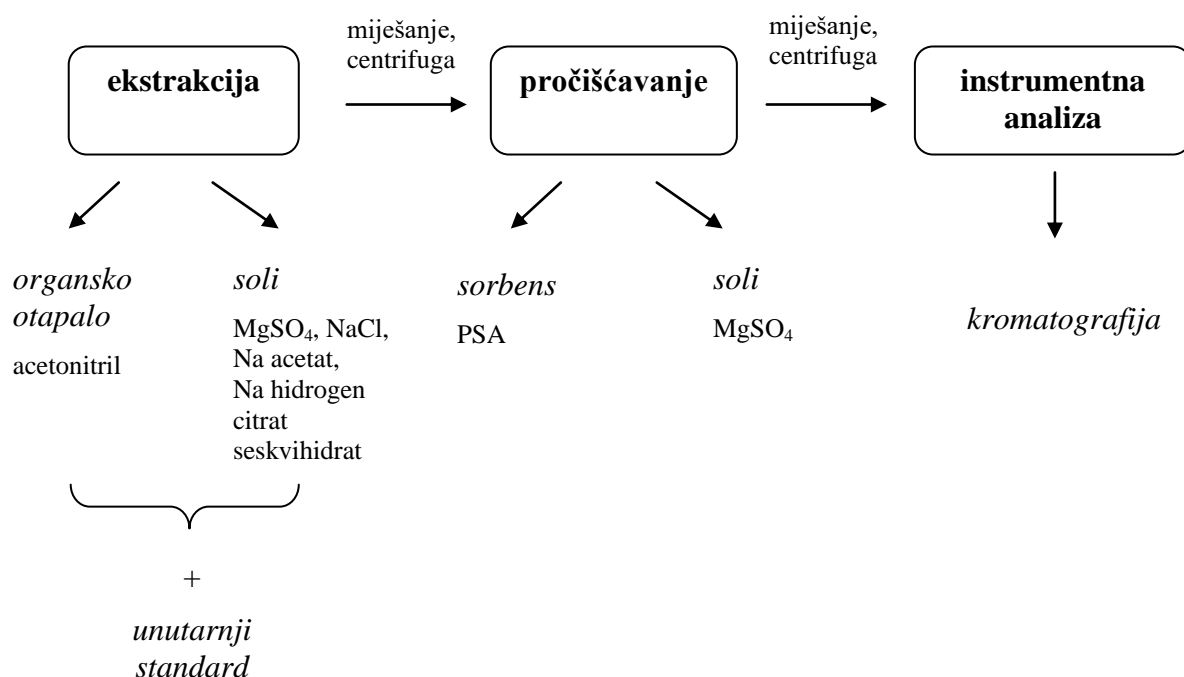 ekstrakcija
miješanje,
centrifuga
pročišćavanje
miješanje,
centrifuga
instrumentna
analiza
organsko
otapalo
acetonitril
soli
MgSO₄, NaCl,
Na acetat,
Na hidrogen
citrat
seskvihidrat
sorbens
PSA
soli
MgSO₄
kromatografija
+
unutarnji
standard